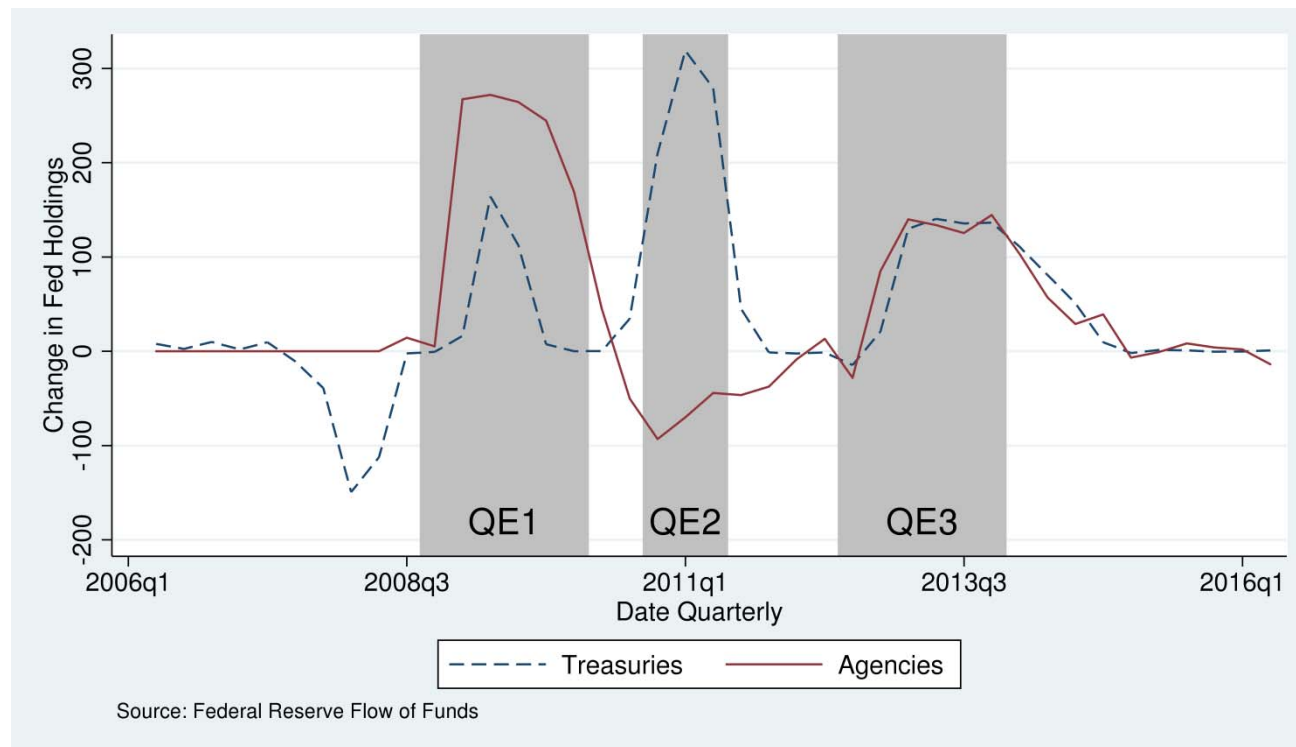 Change in Fed Holdings
300
200
100
0
-100
-200
QE1 QE2 QE3
2006q1 2008q3 2011q1 2013q3 2016q1
Date Quarterly
Treasuries Agencies
Source: Federal Reserve Flow of Funds